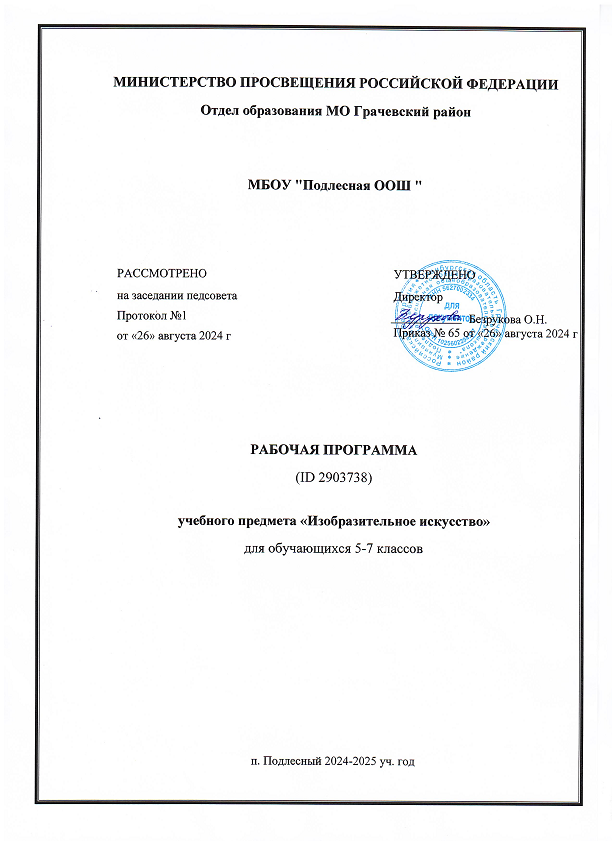 МИНИСТЕРСТВО ПРОСВЕЩЕНИЯ РОССИЙСКОЙ ФЕДЕРАЦИИ
Отдел образования МО Грачевский район
МБОУ "Подлесная ООШ "
РАССМОТРЕНО
на заседании педсовета
Протокол №1
от «26» августа 2024 г
УТВЕРЖДЕНО
Директор
Безрукова О.Н.
Приказ № 65 от «26» августа 2024 г
ДЛЯ
РАБОЧАЯ ПРОГРАММА
(ID 2903738)
учебного предмета «Изобразительное искусство»
для обучающихся 5-7 классов
п. Подлесный 2024-2025 уч. год